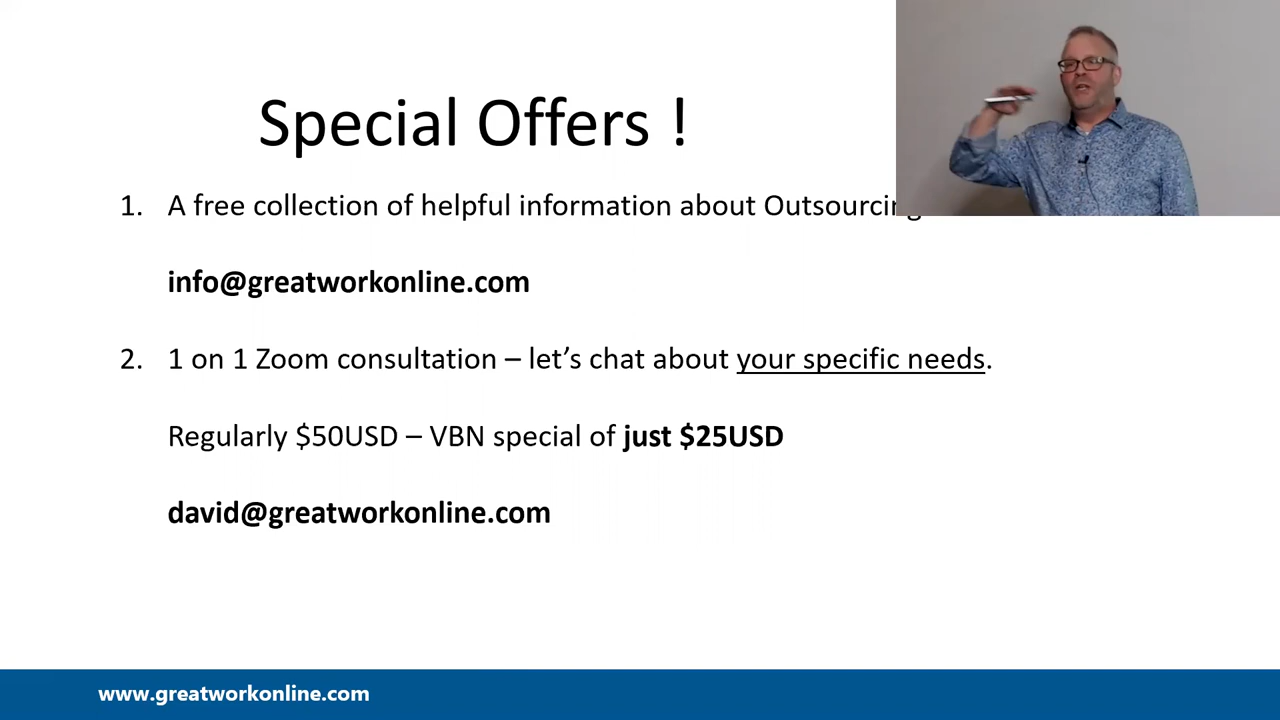 Special Offers !
1. A free collection of helpful information about Outsourcing
info@greatworkonline.com
2. 1 on 1 Zoom consultation – let’s chat about your specific needs.
Regularly $50USD – VBN special of just $25USD
david@greatworkonline.com
www.greatworkonline.com